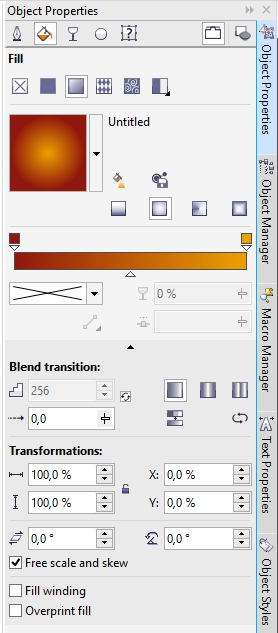 Object Properties
Fill
Untitled
0 %
Blend transition:
256
0,0
Transformations:
100,0 % X: 0,0 %
100,0 % Y: 0,0 %
0,0 ° 0,0 °
Free scale and skew
Fill winding
Overprint fill
Object Properties
Object Manager
Macro Manager
Text Properties
Object Styles